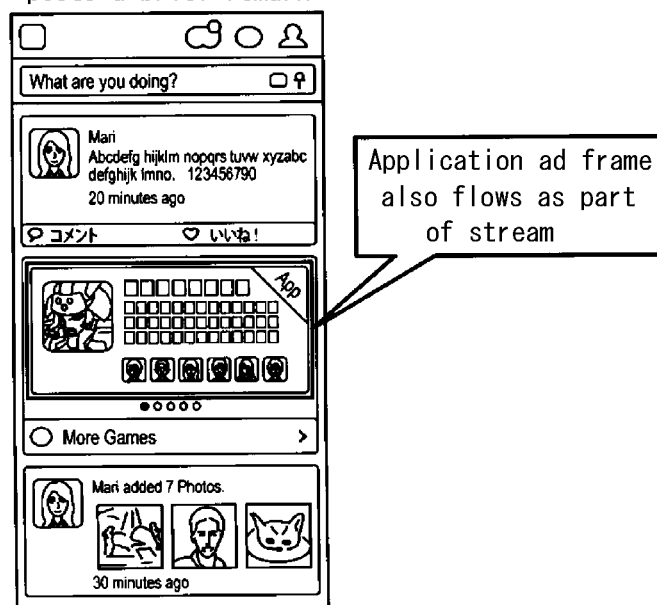 What are you doing?
Mari
Abcdefg hijklm nopqrs tuvw xyzabc
defghijk lmno, 123456790
20 minutes ago
コメント いいね!
App
More Games
Mari added 7 Photos.
30 minutes ago
Application ad frame
also flows as part
of stream